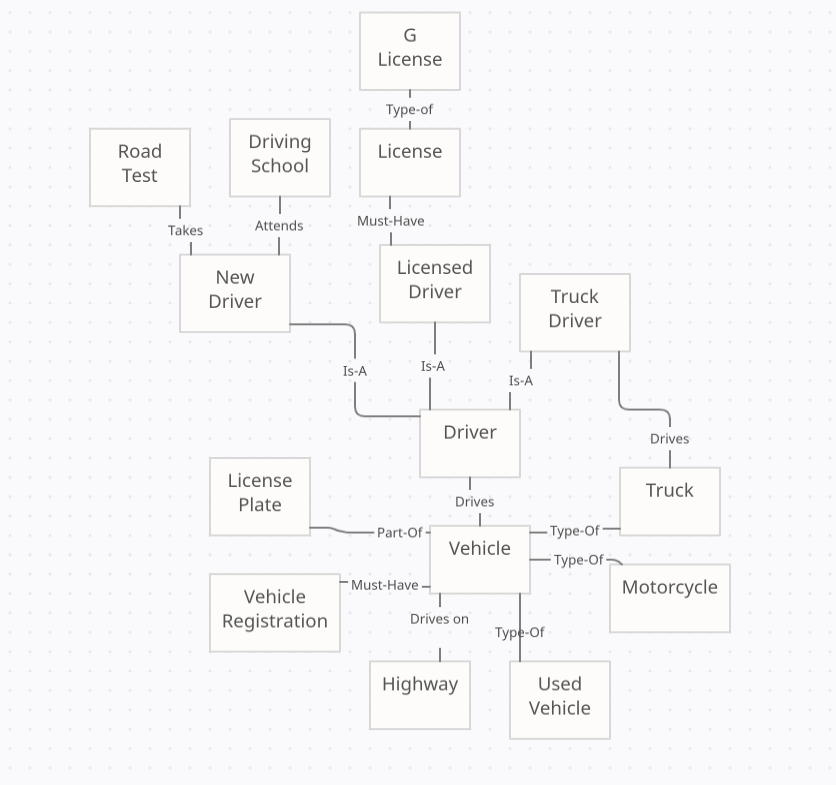 G
License
Type-of
Road
Test
Driving
School
License
Takes
Attends
Must-Have
New
Driver
Licensed
Driver
Truck
Driver
Is-A
Is-A
Is-A
Driver
Drives
License
Plate
Drives
Truck
Part-Of
Vehicle
Type-Of
Type-Of
Motorcycle
Vehicle
Registration
Must-Have
Drives on
Type-Of
Highway
Used
Vehicle